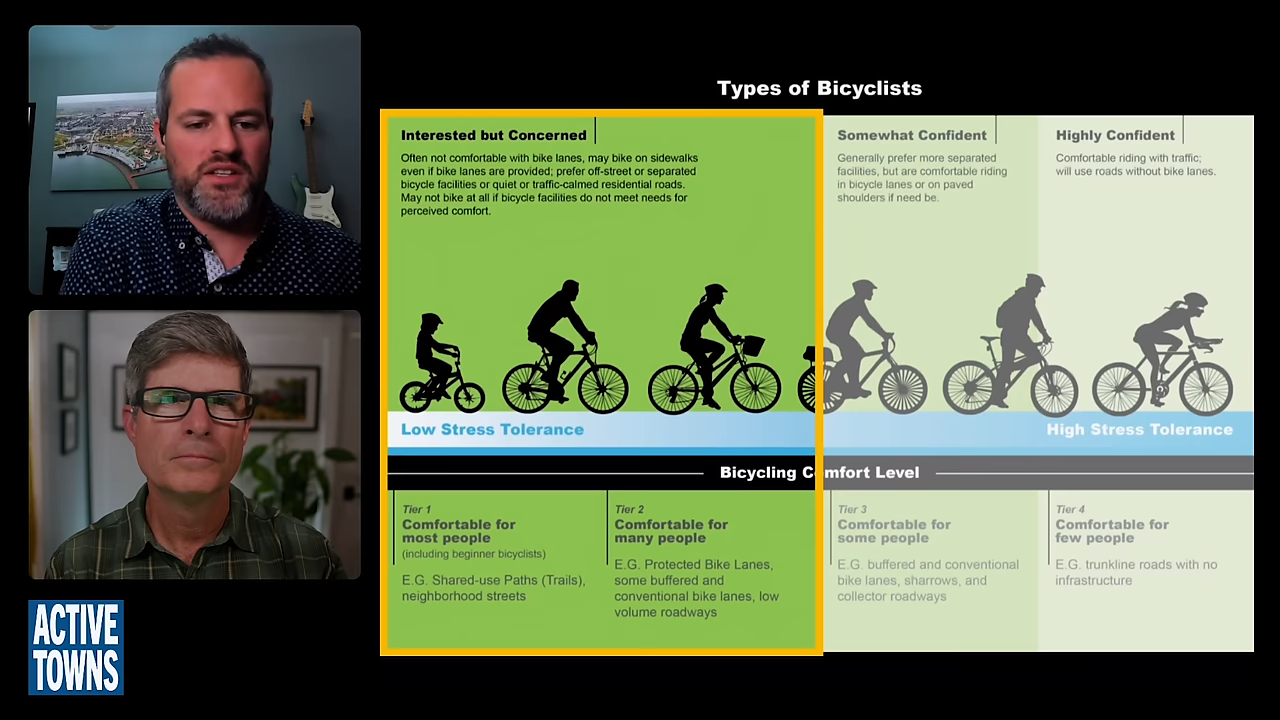 Types of Bicyclists
Interested but Concerned
Often not comfortable with bike lanes, may bike on sidewalks
even if bike lanes are provided; prefer off-street or separated
bicycle facilities or quiet or traffic-calmed residential roads.
May not bike at all if bicycle facilities do not meet needs for
perceived comfort.
Somewhat Confident
Generally prefer more separated
facilities, but are comfortable riding
in bicycle lanes or on paved
shoulders if need be.
Highly Confident
Comfortable riding with traffic;
will use roads without bike lanes.
Low Stress Tolerance
High Stress Tolerance
Bicycling Comfort Level
Tier 1
Comfortable for
most people
(including beginner bicyclists)
E.G. Shared-use Paths (Trails),
neighborhood streets
Tier 2
Comfortable for
many people
E.G. Protected Bike Lanes,
some buffered and
conventional bike lanes, low
volume roadways
Tier 3
Comfortable for
some people
E.G. buffered and conventional
bike lanes, sharrows, and
collector roadways
Tier 4
Comfortable for
few people
E.G. trunkline roads with no
infrastructure
ACTIVE
TOWNS